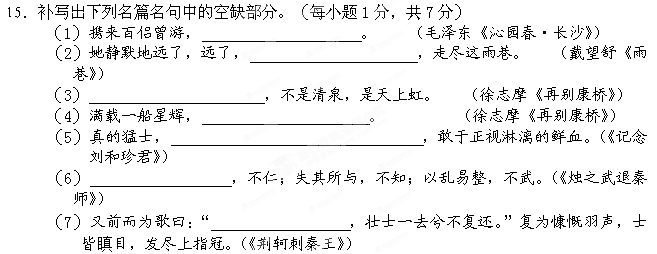 15．补写出下列名篇名句中的空缺部分。（每小题1分，共7分）
（1）携来百侣曾游，____________________。（毛泽东《沁园春·长沙》）
（2）她静默地远了，远了，____________________，走尽这雨巷。（戴望舒《雨
巷》）
（3）____________________，不是清泉，是天上虹。（徐志摩《再别康桥》）
（4）满载一船星辉，____________________。（徐志摩《再别康桥》）
（5）真的猛士，____________________，敢于正视淋漓的鲜血。（《记念
刘和珍君》）
（6）________________，不仁；失其所与，不知；以乱易整，不武。（《烛之武退秦
师》）
（7）又前而为歌曰：“________________，壮士一去兮不复还。”复为慷慨羽声，士
皆瞋目，发尽上指冠。（《荆轲刺秦王》）